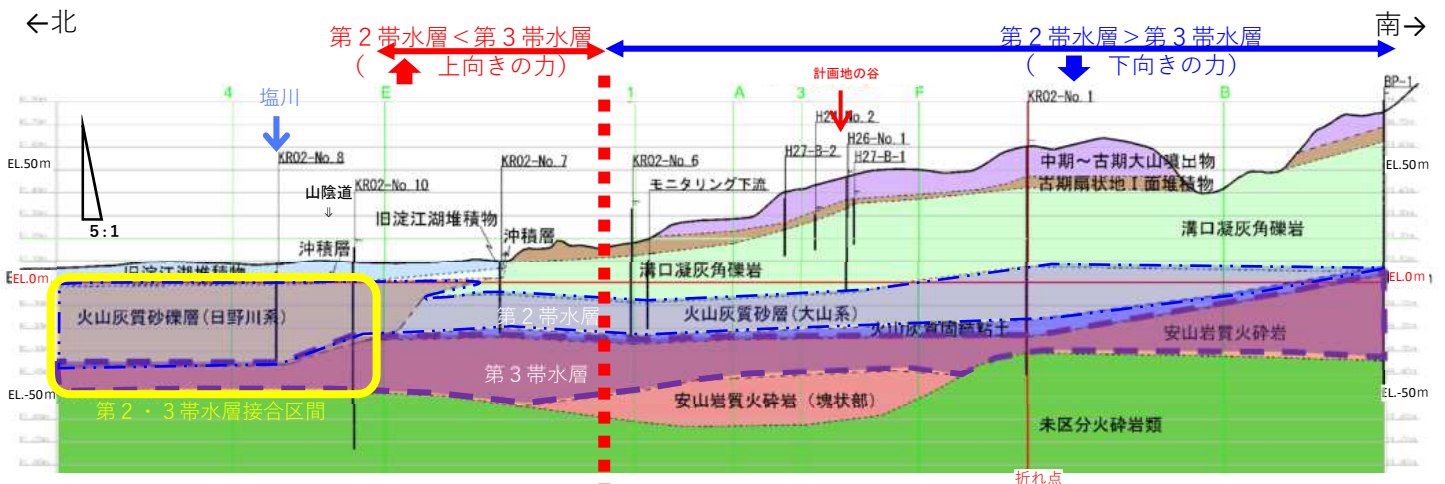 ←北
南→
第２帯水層＜第３帯水層
( 上向きの力)
第２帯水層＞第３帯水層
( 下向きの力)
計画地の谷
塩川
4
E
1
A
3
F
B
BP-1
KR02-No. 1
H26-No. 1
H27-B-2
H27-B-1
KR02-No. 8
KR02-No. 7
KR02-No. 6
KR02-No. 10
モニタリング下流
EL.50m
EL.50m
中期～古期大山噴出物
古期扇状地Ⅰ面堆積物
山陰道
⇓
5:1
旧淀江湖堆積物
沖積層
沖積層
旧淀江湖堆積物
溝口凝灰角礫岩
溝口凝灰角礫岩
EL.0m
EL.0m
火山灰質砂礫層(日野川系)
第２帯水層
火山灰質砂層(大山系)
火山灰質固結粘土
安山岩質火砕岩
第３帯水層
EL.-50m
EL.-50m
第２・３帯水層接合区間
安山岩質火砕岩（塊状部）
未区分火砕岩類
折れ点